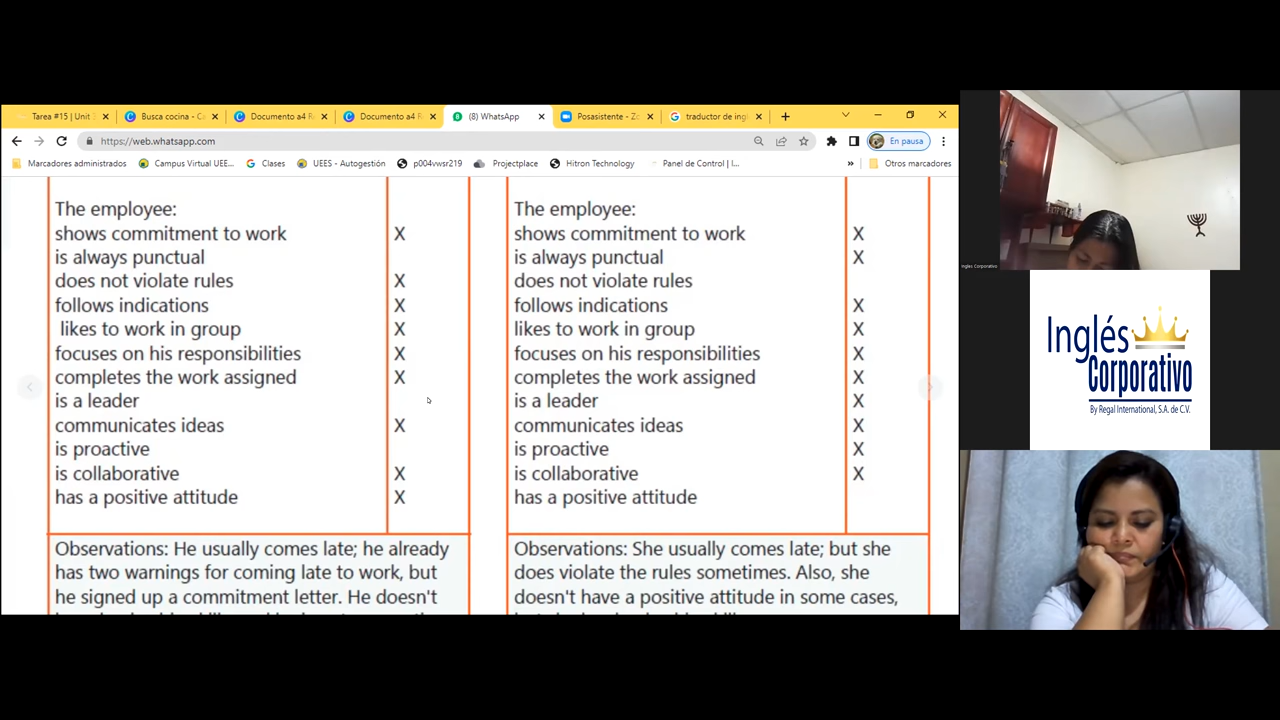 Tarea #15 | Unit
Busca cocina - Ca
Documento a4 Re
Documento a4 Re
(8) WhatsApp
Posasistente - Zo
traductor de ingl
https://web.whatsapp.com
En pausa
Marcadores administrados
Campus Virtual UEE...
Clases
UEES - Autogestión
p004vwsr219
Projectplace
Hitron Technology
Panel de Control | I...
»
Otros marcadores
The employee:
shows commitment to work X
is always punctual
does not violate rules X
follows indications X
likes to work in group X
focuses on his responsibilities X
completes the work assigned X
is a leader
communicates ideas X
is proactive
is collaborative X
has a positive attitude X
Observations: He usually comes late; he already
has two warnings for coming late to work, but
he signed up a commitment letter. He doesn't
The employee:
shows commitment to work X
is always punctual X
does not violate rules
follows indications X
likes to work in group X
focuses on his responsibilities X
completes the work assigned X
is a leader X
communicates ideas X
is proactive X
is collaborative X
has a positive attitude
Observations: She usually comes late; but she
does violate the rules sometimes. Also, she
doesn't have a positive attitude in some cases,
Ingles Corporativo
Inglés
Corporativo
By Regal International, S.A. de C.V.